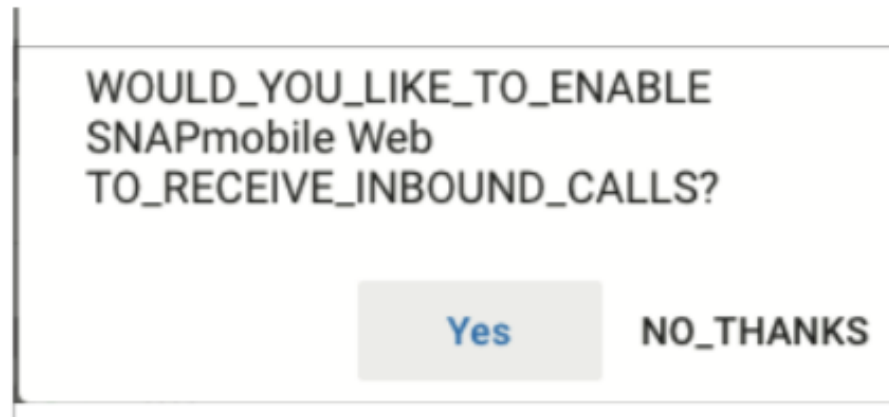 WOULD_YOU_LIKE_TO_ENABLE
SNAPmobile Web
TO_RECEIVE_INBOUND_CALLS?
Yes NO_THANKS